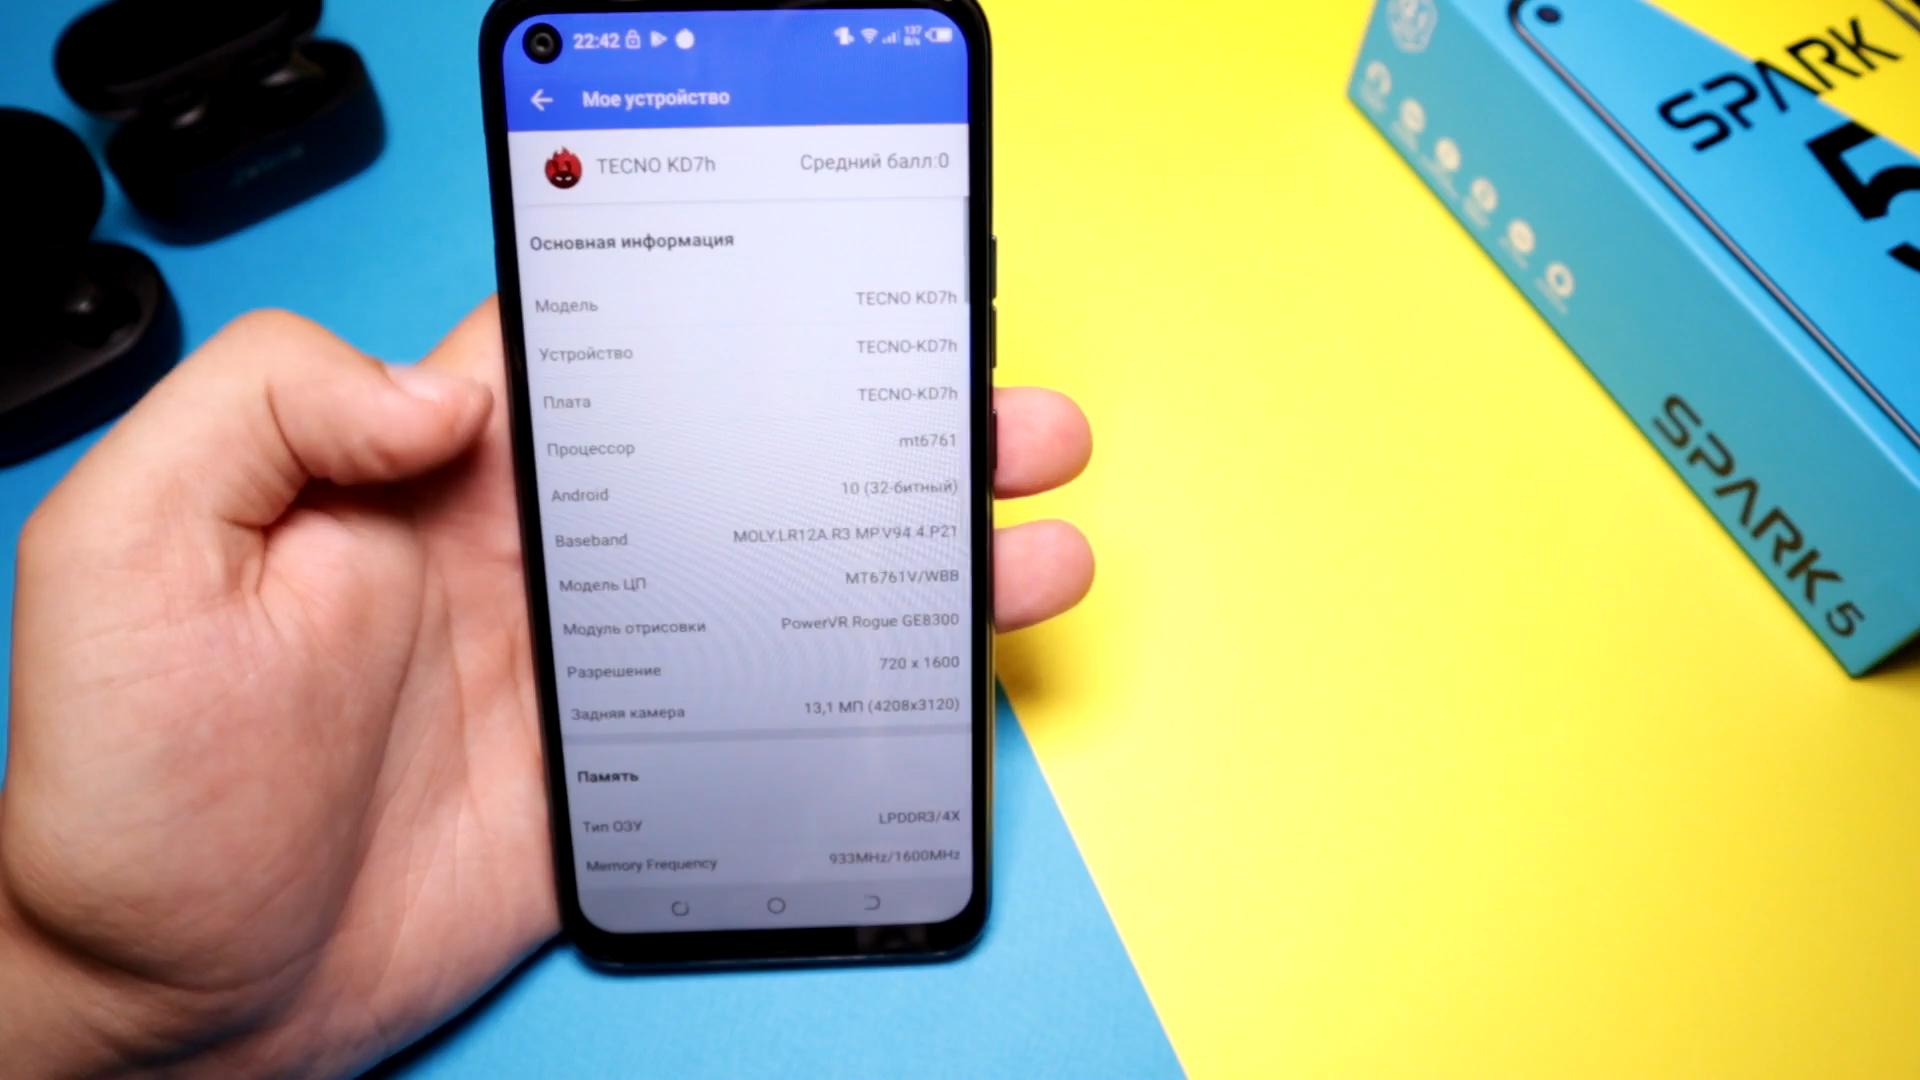 22:42
137
B/s
Мое устройство
TECNO KD7h Средний балл:0
Основная информация
Модель TECNO KD7h
Устройство TECNO-KD7h
Плата TECNO-KD7h
Процессор mt6761
Android 10 (32-битный)
Baseband MOLY.LR12A.R3.MP.V94.4.P21
Модель ЦП MT6761V/WBB
Модуль отрисовки PowerVR Rogue GE8300
Разрешение 720 x 1600
Задняя камера 13,1 МП (4208x3120)
Память
Тип ОЗУ LPDDR3/4X
Memory Frequency 933MHz/1600MHz
SPARK
5
SPARK 5